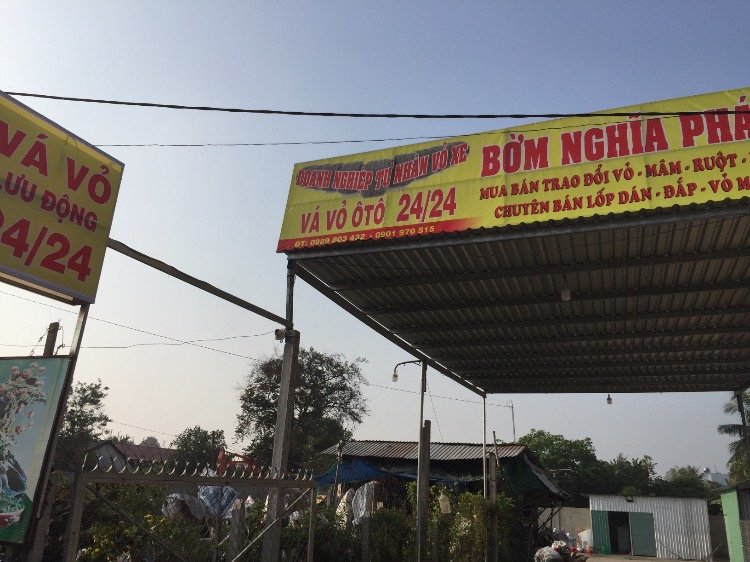 VÁ VỎ
LƯU ĐỘNG
24/24
DOANH NGHIỆP TƯ NHÂN VỎ XE
VÁ VỎ ÔTÔ 24/24
ĐT: 0989 803 432 - 0901 970 515
BỜM NGHĨA PHÁ
MUA BÁN TRAO ĐỔI VỎ - MÂM - RUỘT -
CHUYÊN BÁN LỐP DÁN - ĐẮP - VỎ M